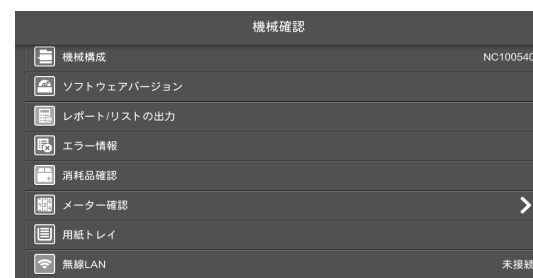 機械確認
機械構成 NC100540
ソフトウェアバージョン
レポート/リストの出力
エラー情報
消耗品確認
メーター確認
用紙トレイ
無線LAN 未接続